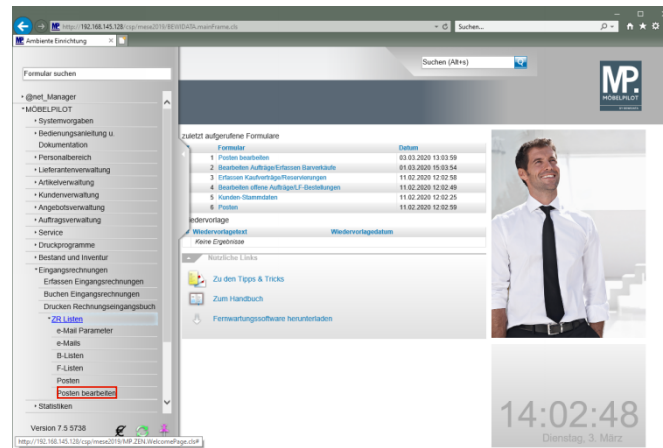 http://192.168.145.128/csp/mese2019/BEWIDATA.mainFrame.cls
Suchen...
Ambiente Einrichtung
Suchen (Alt+s)
Formular suchen
MP.
MÖBELPILOT
@net_Manager
MÖBELPILOT
Systemvorgaben
Bedienungsanleitung u.
Dokumentation
Personalbereich
Lieferantenverwaltung
Artikelverwaltung
Kundenverwaltung
Angebotsverwaltung
Auftragsverwaltung
Service
Druckprogramme
Bestand und Inventur
Eingangsrechnungen
Erfassen Eingangsrechnungen
Buchen Eingangsrechnungen
Drucken Rechnungseingangsbuch
ZR Listen
e-Mail Parameter
e-Mails
B-Listen
F-Listen
Posten
Posten bearbeiten
Statistiken
Version 7.5 5738
http://192.168.145.128/csp/mese2019/MP.ZEN.WelcomePage.cls#
zuletzt aufgerufene Formulare
Formular Datum
1 Posten bearbeiten 03.03.2020 13:03:59
2 Bearbeiten Aufträge/Erfassen Barverkäufe 01.03.2020 15:03:54
3 Erfassen Kaufverträge/Reservierungen 11.02.2020 12:02:58
4 Bearbeiten offene Aufträge/LF-Bestellungen 11.02.2020 12:02:49
5 Kunden-Stammdaten 11.02.2020 12:02:25
6 Posten 11.02.2020 12:02:59
edervorlage
Wiedervorlagetext Wiedervorlagedatum
Keine Ergebnisse
Nützliche Links
Zu den Tipps & Tricks
Zum Handbuch
Fernwartungssoftware herunterladen
14:02:48
Dienstag, 3. März